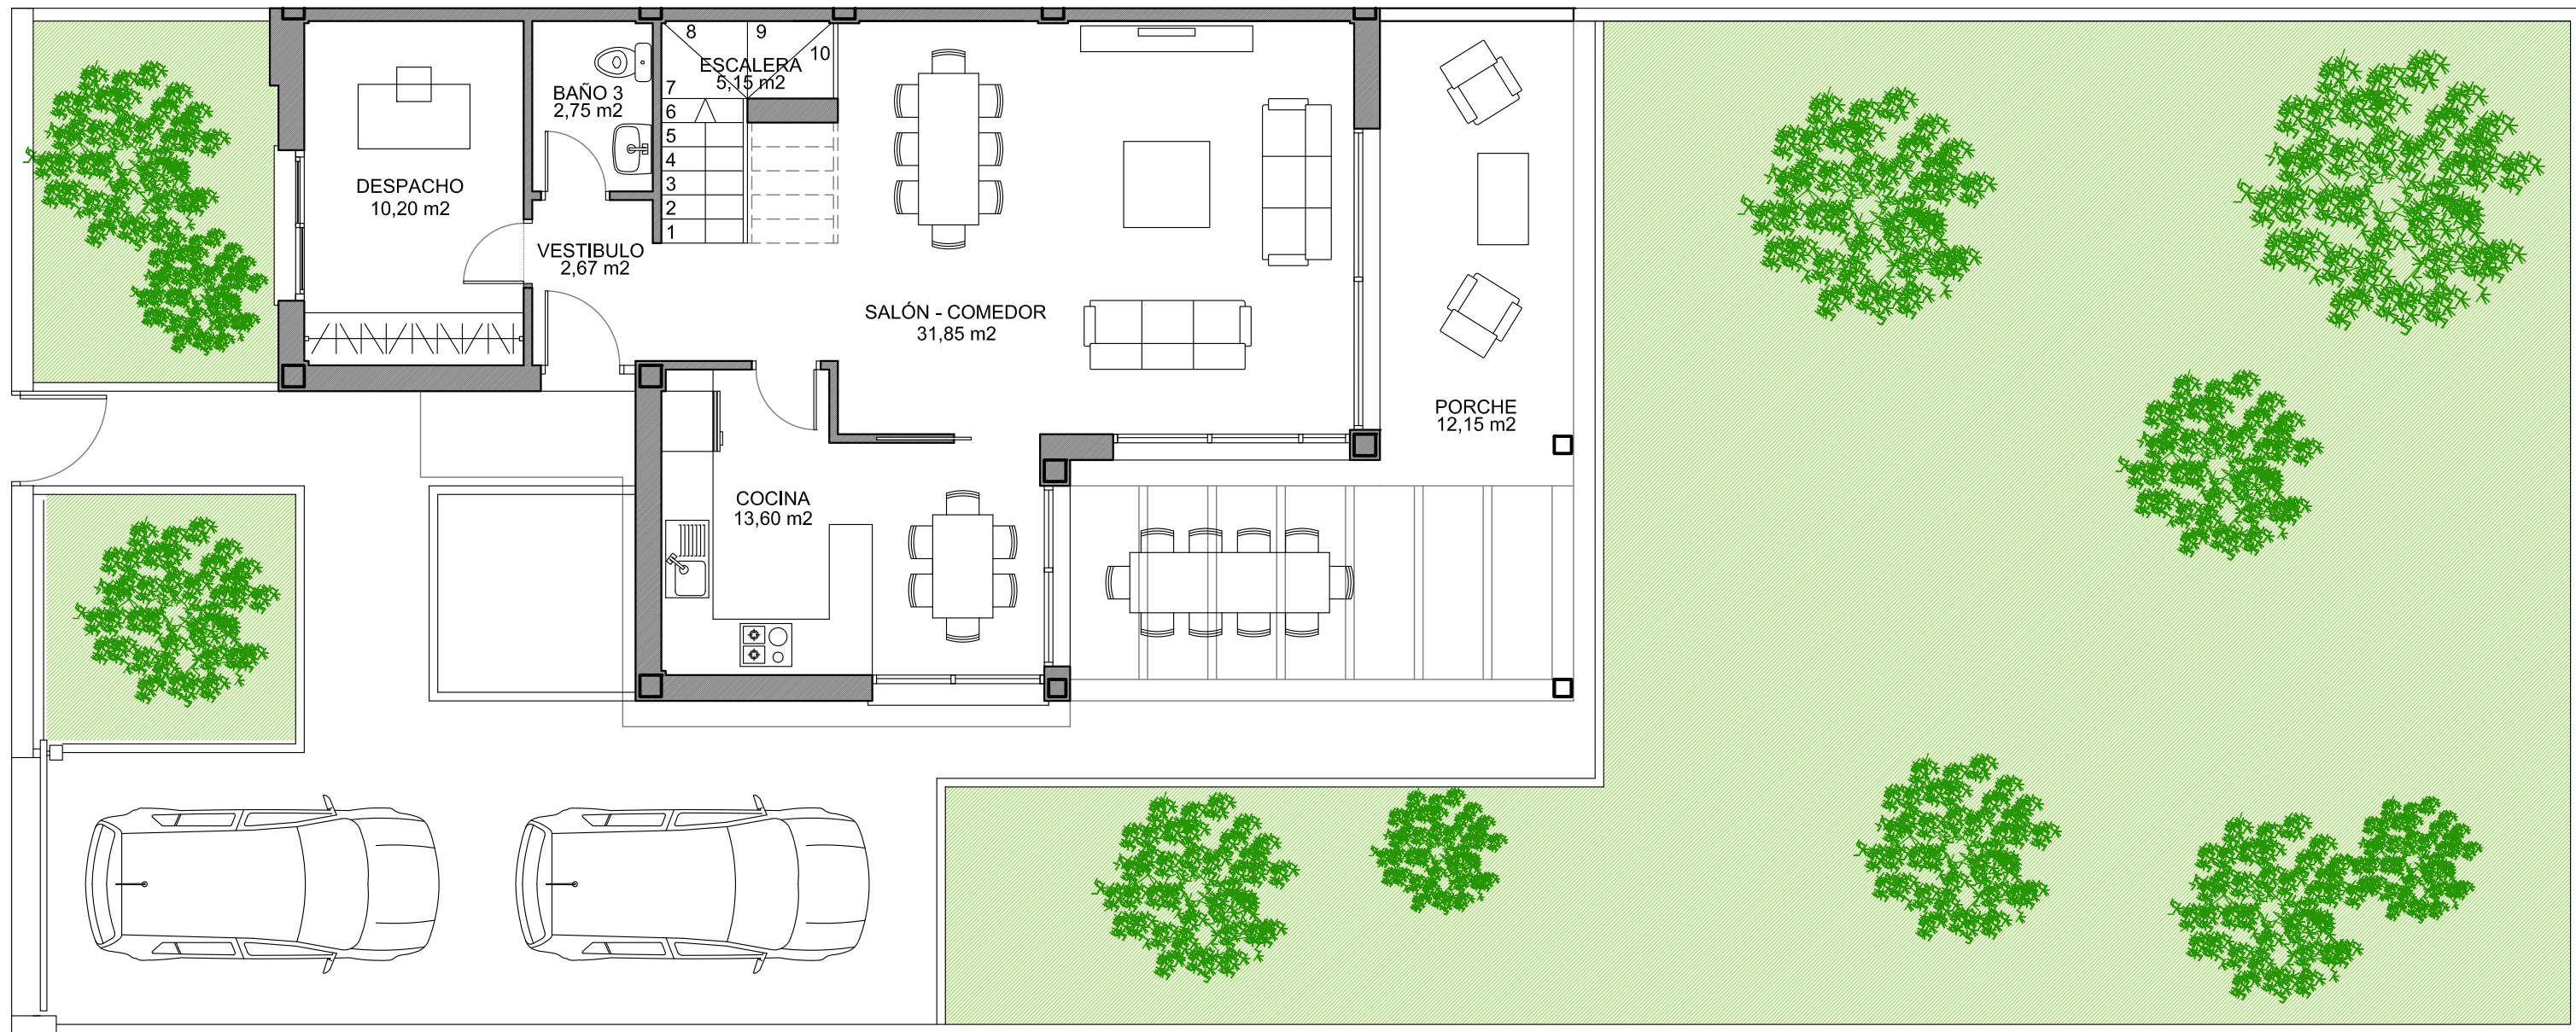 8
9
10
ESCALERA
5,15 m2
7
6
5
4
3
2
1
BAÑO 3
2,75 m2
DESPACHO
10,20 m2
VESTIBULO
2,67 m2
SALÓN - COMEDOR
31,85 m2
PORCHE
12,15 m2
COCINA
13,60 m2